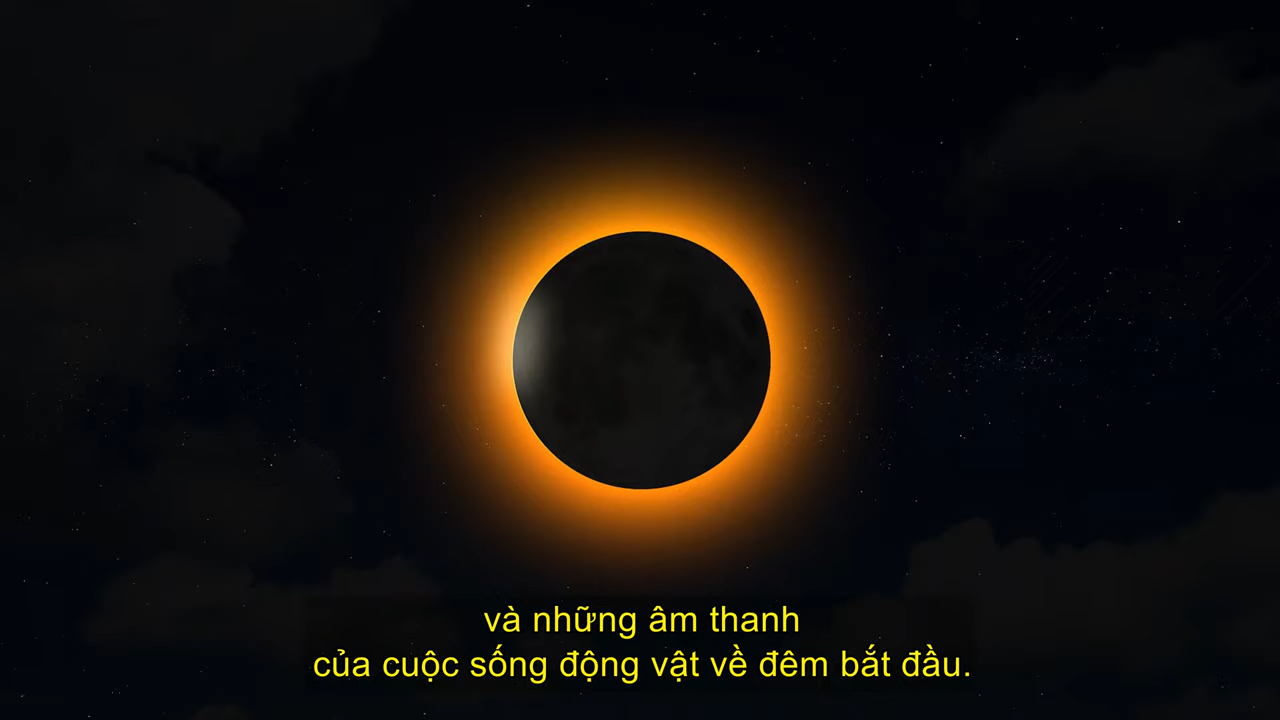 và những âm thanh
của cuộc sống động vật về đêm bắt đầu.